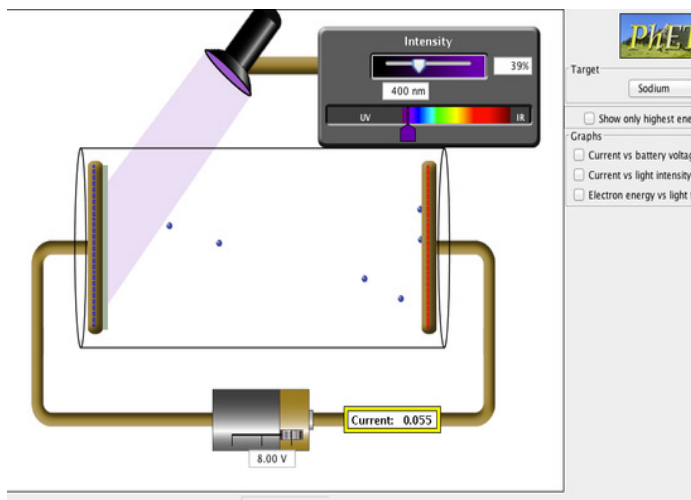 Intensity
39%
400 nm
UV
IR
PhET
Target
Sodium
Show only highest ene
Graphs
Current vs battery voltag
Current vs light intensity
Electron energy vs light
Current: 0.055
8.00 V